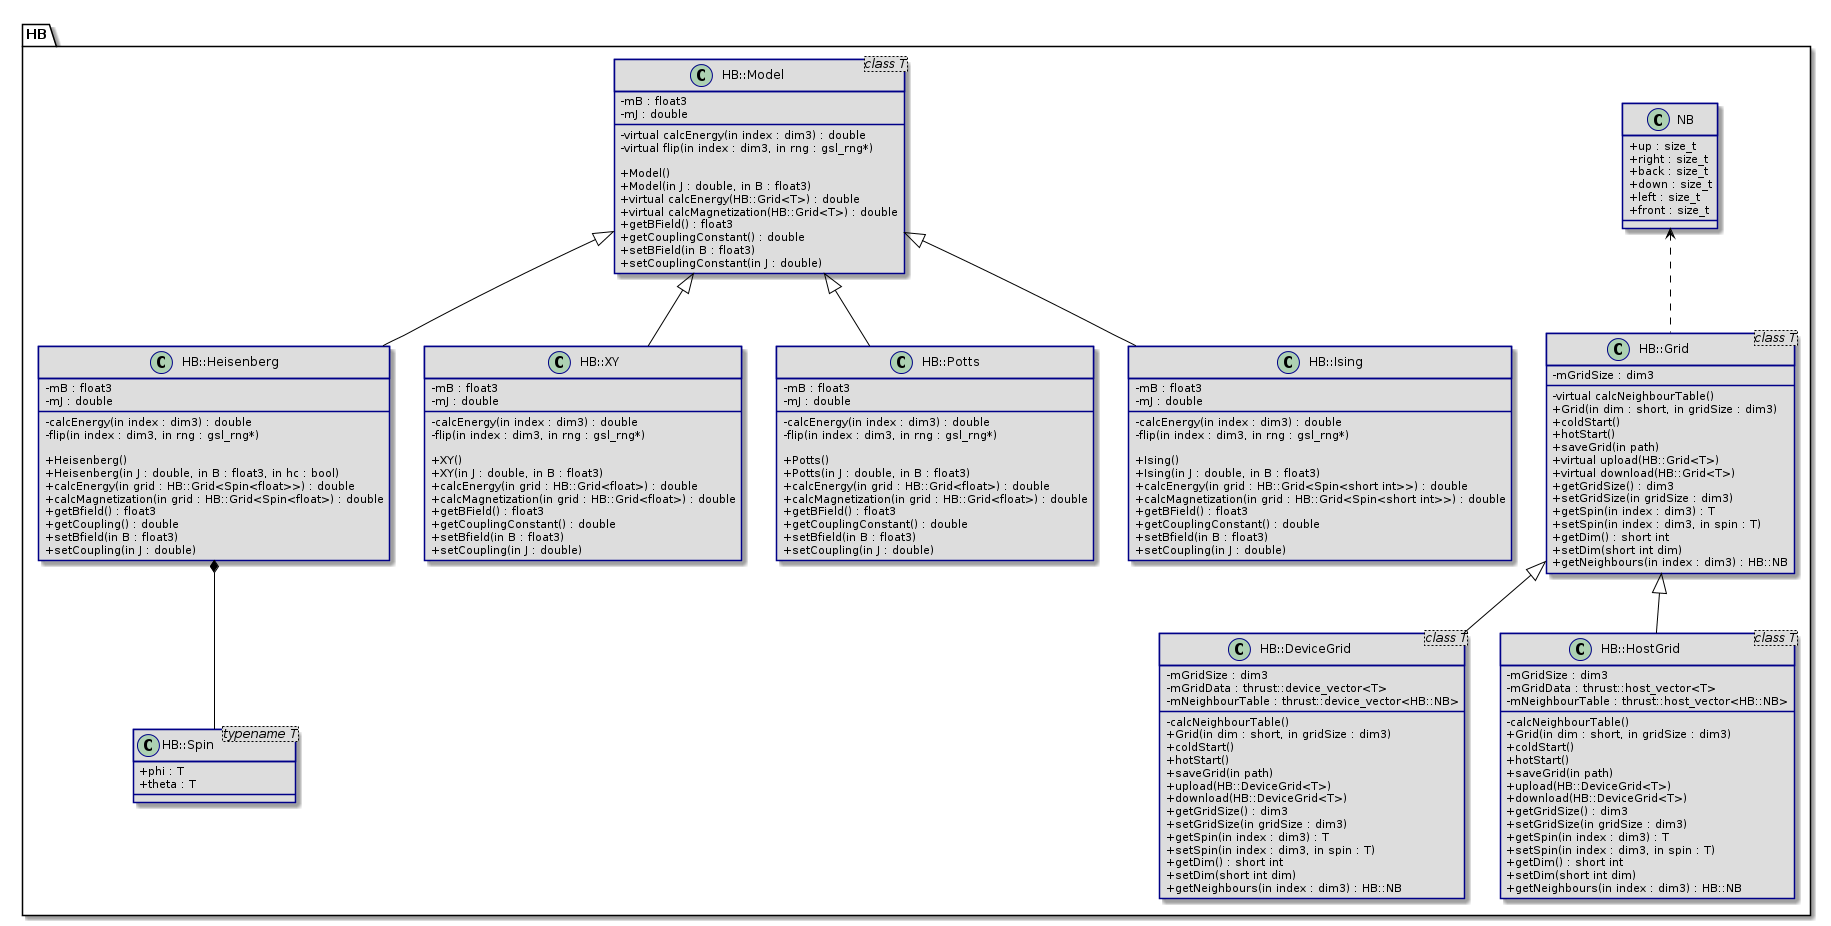 HB
class T
C HB::Model
-mB : float3
-mJ : double
-virtual calcEnergy(in index : dim3) : double
-virtual flip(in index : dim3, in rng : gsl_rng*)
+Model()
+Model(in J : double, in B : float3)
+virtual calcEnergy(HB::Grid<T>) : double
+virtual calcMagnetization(HB::Grid<T>) : double
+getBField() : float3
+getCouplingConstant() : double
+setBField(in B : float3)
+setCouplingConstant(in J : double)
C NB
+up : size_t
+right : size_t
+back : size_t
+down : size_t
+left : size_t
+front : size_t
C HB::Heisenberg
-mB : float3
-mJ : double
-calcEnergy(in index : dim3) : double
-flip(in index : dim3, in rng : gsl_rng*)
+Heisenberg()
+Heisenberg(in J : double, in B : float3, in hc : bool)
+calcEnergy(in grid : HB::Grid<Spin<float>>) : double
+calcMagnetization(in grid : HB::Grid<Spin<float>) : double
+getBfield() : float3
+getCoupling() : double
+setBfield(in B : float3)
+setCoupling(in J : double)
C HB::XY
-mB : float3
-mJ : double
-calcEnergy(in index : dim3) : double
-flip(in index : dim3, in rng : gsl_rng*)
+XY()
+XY(in J : double, in B : float3)
+calcEnergy(in grid : HB::Grid<float>) : double
+calcMagnetization(in grid : HB::Grid<float>) : double
+getBField() : float3
+getCouplingConstant() : double
+setBfield(in B : float3)
+setCoupling(in J : double)
C HB::Potts
-mB : float3
-mJ : double
-calcEnergy(in index : dim3) : double
-flip(in index : dim3, in rng : gsl_rng*)
+Potts()
+Potts(in J : double, in B : float3)
+calcEnergy(in grid : HB::Grid<float>) : double
+calcMagnetization(in grid : HB::Grid<float>) : double
+getBField() : float3
+getCouplingConstant() : double
+setBfield(in B : float3)
+setCoupling(in J : double)
C HB::Ising
-mB : float3
-mJ : double
-calcEnergy(in index : dim3) : double
-flip(in index : dim3, in rng : gsl_rng*)
+Ising()
+Ising(in J : double, in B : float3)
+calcEnergy(in grid : HB::Grid<Spin<short int>>) : double
+calcMagnetization(in grid : HB::Grid<Spin<short int>>) : double
+getBField() : float3
+getCouplingConstant() : double
+setBfield(in B : float3)
+setCoupling(in J : double)
class T
C HB::Grid
-mGridSize : dim3
-virtual calcNeighbourTable()
+Grid(in dim : short, in gridSize : dim3)
+coldStart()
+hotStart()
+saveGrid(in path)
+virtual upload(HB::Grid<T>)
+virtual download(HB::Grid<T>)
+getGridSize() : dim3
+setGridSize(in gridSize : dim3)
+getSpin(in index : dim3) : T
+setSpin(in index : dim3, in spin : T)
+getDim() : short int
+setDim(short int dim)
+getNeighbours(in index : dim3) : HB::NB
typename T
C HB::Spin
+phi : T
+theta : T
class T
C HB::DeviceGrid
-mGridSize : dim3
-mGridData : thrust::device_vector<T>
-mNeighbourTable : thrust::device_vector<HB::NB>
-calcNeighbourTable()
+Grid(in dim : short, in gridSize : dim3)
+coldStart()
+hotStart()
+saveGrid(in path)
+upload(HB::DeviceGrid<T>)
+download(HB::DeviceGrid<T>)
+getGridSize() : dim3
+setGridSize(in gridSize : dim3)
+getSpin(in index : dim3) : T
+setSpin(in index : dim3, in spin : T)
+getDim() : short int
+setDim(short int dim)
+getNeighbours(in index : dim3) : HB::NB
class T
C HB::HostGrid
-mGridSize : dim3
-mGridData : thrust::host_vector<T>
-mNeighbourTable : thrust::host_vector<HB::NB>
-calcNeighbourTable()
+Grid(in dim : short, in gridSize : dim3)
+coldStart()
+hotStart()
+saveGrid(in path)
+upload(HB::DeviceGrid<T>)
+download(HB::DeviceGrid<T>)
+getGridSize() : dim3
+setGridSize(in gridSize : dim3)
+getSpin(in index : dim3) : T
+setSpin(in index : dim3, in spin : T)
+getDim() : short int
+setDim(short int dim)
+getNeighbours(in index : dim3) : HB::NB